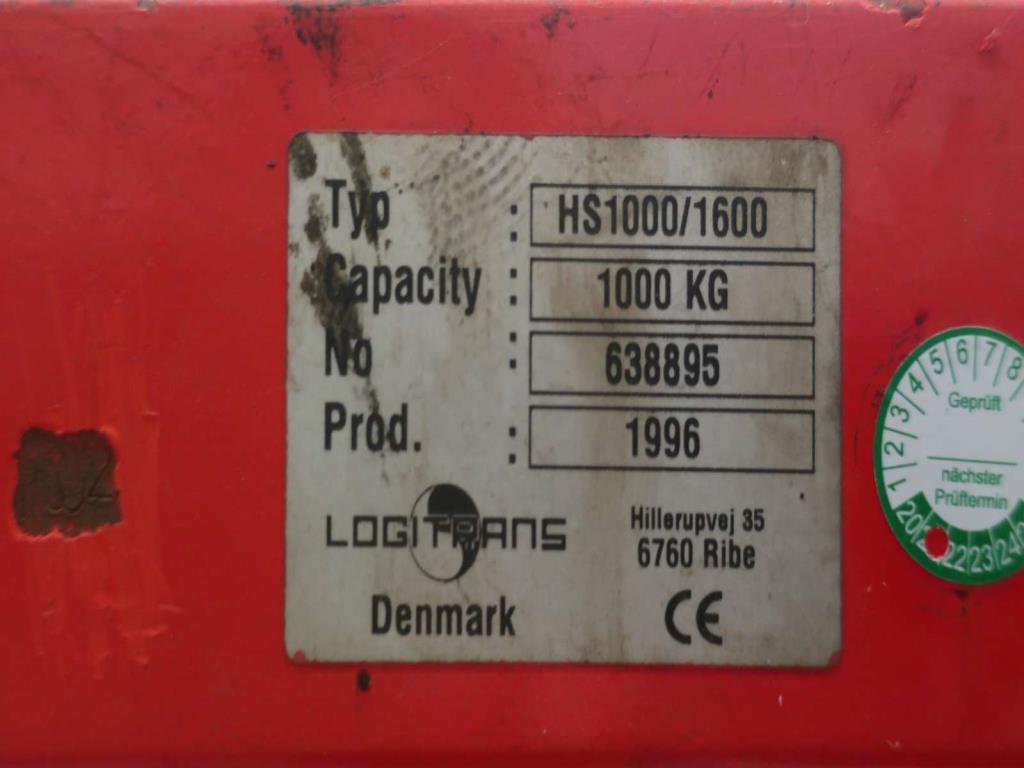 Typ : HS1000/1600
Capacity : 1000 KG
No : 638895
Prod. : 1996
LOGITRANS
Hillerupvej 35
6760 Ribe
Denmark
CE
1 2 3 4 5 6 7 8
Geprüft
nächster
Prüftermin
20 22 23 24